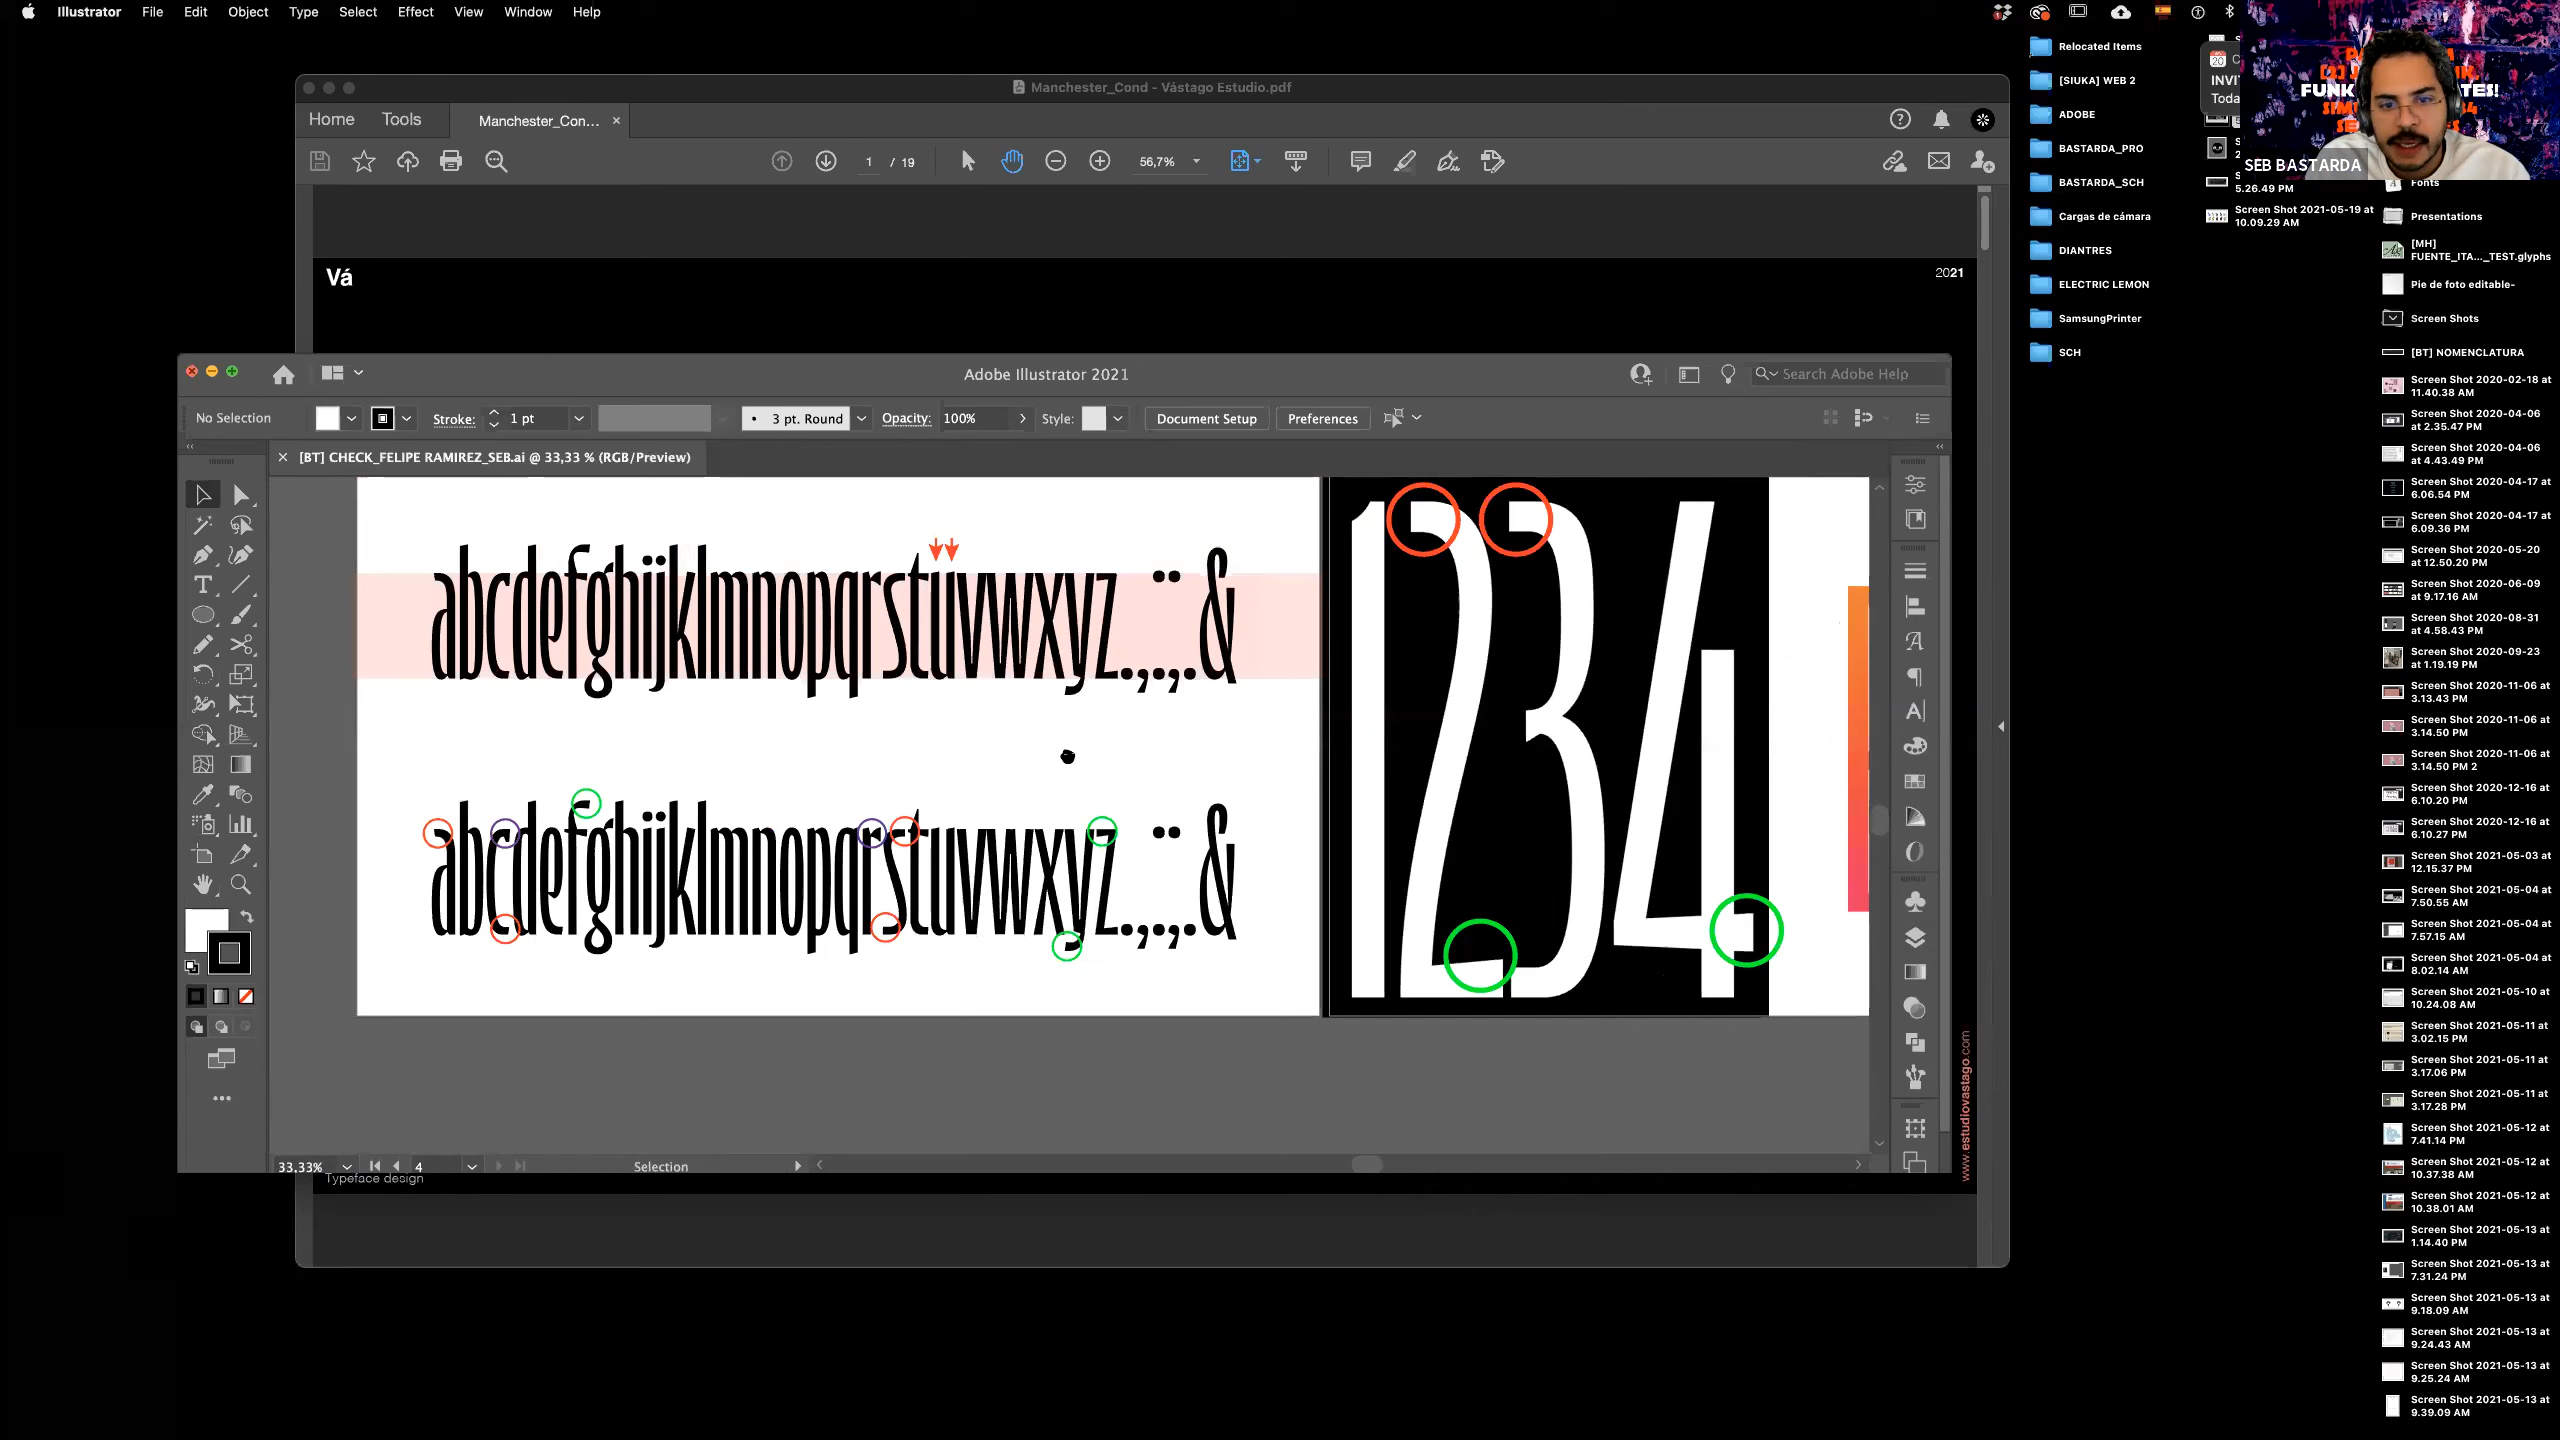 Illustrator File Edit Object Type Select Effect View Window Help
Manchester_Cond - Vástago Estudio.pdf
Home Tools Manchester_Con... ×
1 / 19 56,7%
Vá
2021
Adobe Illustrator 2021
Search Adobe Help
No Selection Stroke: 1 pt 3 pt. Round Opacity: 100% Style: Document Setup Preferences
× [BT] CHECK_FELIPE RAMIREZ_SEB.ai @ 33,33 % (RGB/Preview)
abcdefghijklmnopqrstuvwxyz.,:,;.&
abcdefghijklmnopqrstuvwxyz.,:,;.&
1234
33,33% 4 Selection
Typeface design
www.estudiovastago.com
Relocated Items
[SIUKA] WEB 2
ADOBE
BASTARDA_PRO
BASTARDA_SCH
Cargas de cámara
DIANTRES
ELECTRIC LEMON
SamsungPrinter
SCH
20
INVI
Toda
FUNK
TES!
SEB BASTARDA
5.26.49 PM
Screen Shot 2021-05-19 at
10.09.29 AM
Fonts
Presentations
[MH]
FUENTE_ITA..._TEST.glyphs
Pie de foto editable-
Screen Shots
[BT] NOMENCLATURA
Screen Shot 2020-02-18 at
11.40.38 AM
Screen Shot 2020-04-06
at 2.35.47 PM
Screen Shot 2020-04-06
at 4.43.49 PM
Screen Shot 2020-04-17 at
6.06.54 PM
Screen Shot 2020-04-17 at
6.09.36 PM
Screen Shot 2020-05-20
at 12.50.20 PM
Screen Shot 2020-06-09
at 9.17.16 AM
Screen Shot 2020-08-31
at 4.58.43 PM
Screen Shot 2020-09-23
at 1.19.19 PM
Screen Shot 2020-11-06 at
3.13.43 PM
Screen Shot 2020-11-06 at
3.14.50 PM
Screen Shot 2020-11-06 at
3.14.50 PM 2
Screen Shot 2020-12-16 at
6.10.20 PM
Screen Shot 2020-12-16 at
6.10.27 PM
Screen Shot 2021-05-03 at
12.15.37 PM
Screen Shot 2021-05-04 at
7.50.55 AM
Screen Shot 2021-05-04 at
7.57.15 AM
Screen Shot 2021-05-04 at
8.02.14 AM
Screen Shot 2021-05-10 at
10.24.08 AM
Screen Shot 2021-05-11 at
3.02.15 PM
Screen Shot 2021-05-11 at
3.17.06 PM
Screen Shot 2021-05-11 at
3.17.28 PM
Screen Shot 2021-05-12 at
7.41.14 PM
Screen Shot 2021-05-12 at
10.37.38 AM
Screen Shot 2021-05-12 at
10.38.01 AM
Screen Shot 2021-05-13 at
1.14.40 PM
Screen Shot 2021-05-13 at
7.31.24 PM
Screen Shot 2021-05-13 at
9.18.09 AM
Screen Shot 2021-05-13 at
9.24.43 AM
Screen Shot 2021-05-13 at
9.25.24 AM
Screen Shot 2021-05-13 at
9.39.09 AM